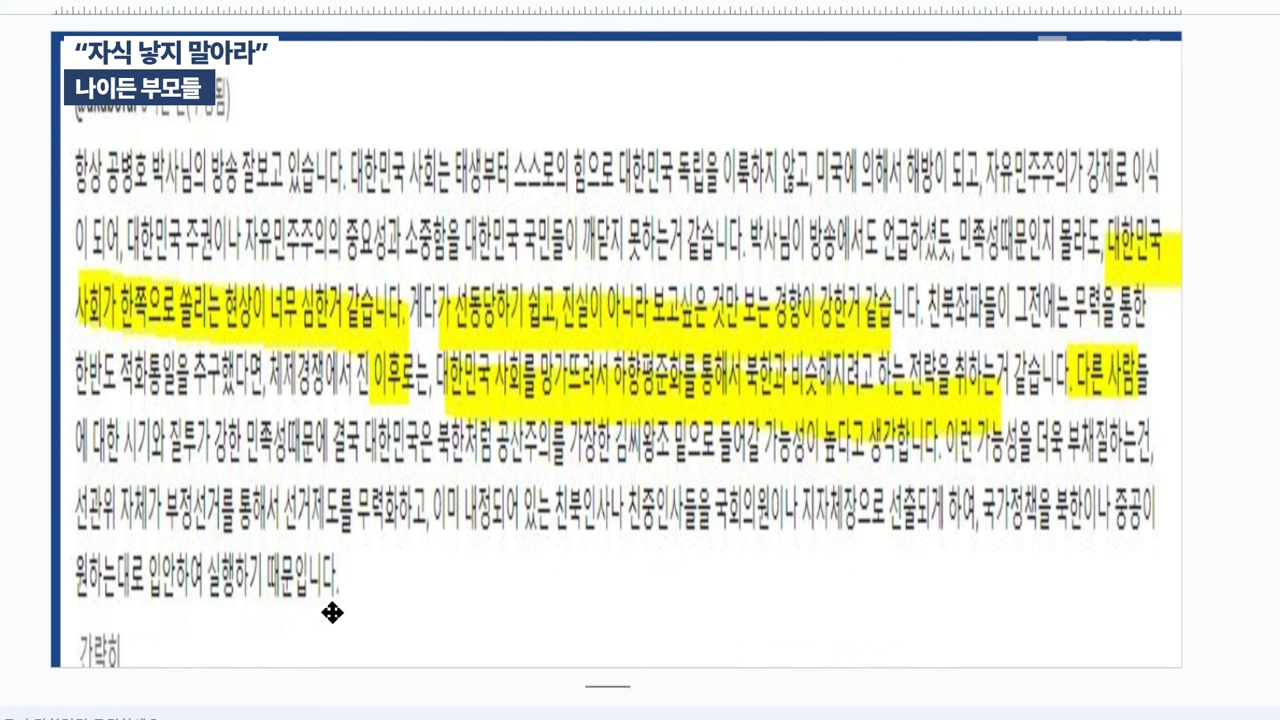 “자식 낳지 말아라”
나이든 부모들
항상 공병호 박사님의 방송 잘보고 있습니다. 대한민국 사회는 태생부터 스스로의 힘으로 대한민국 독립을 이룩하지 않고, 미국에 의해서 해방이 되고, 자유민주주의가 강제로 이식
이 되어, 대한민국 주권이나 자유민주주의의 중요성과 소중함을 대한민국 국민들이 깨닫지 못하는거 같습니다. 박사님이 방송에서도 언급하셨듯, 민족성때문인지 몰라도, 대한민국
사회가 한쪽으로 쏠리는 현상이 너무 심한거 같습니다. 게다가 선동당하기 쉽고, 진실이 아니라 보고싶은 것만 보는 경향이 강한거 같습니다. 친북좌파들이 그전에는 무력을 통한
한반도 적화통일을 추구했다면, 체제경쟁에서 진 이후로는, 대한민국 사회를 망가뜨려서 하향평준화를 통해서 북한과 비슷해지려고 하는 전략을 취하는거 같습니다. 다른 사람들
에 대한 시기와 질투가 강한 민족성때문에 결국 대한민국은 북한처럼 공산주의를 가장한 김씨왕조 밑으로 들어갈 가능성이 높다고 생각합니다. 이런 가능성을 더욱 부채질하는건,
선관위 자체가 부정선거를 통해서 선거제도를 무력화하고, 이미 내정되어 있는 친북인사나 친중인사들을 국회의원이나 지자체장으로 선출되게 하여, 국가정책을 북한이나 중공이
원하는대로 입안하여 실행하기 때문입니다.
간략히